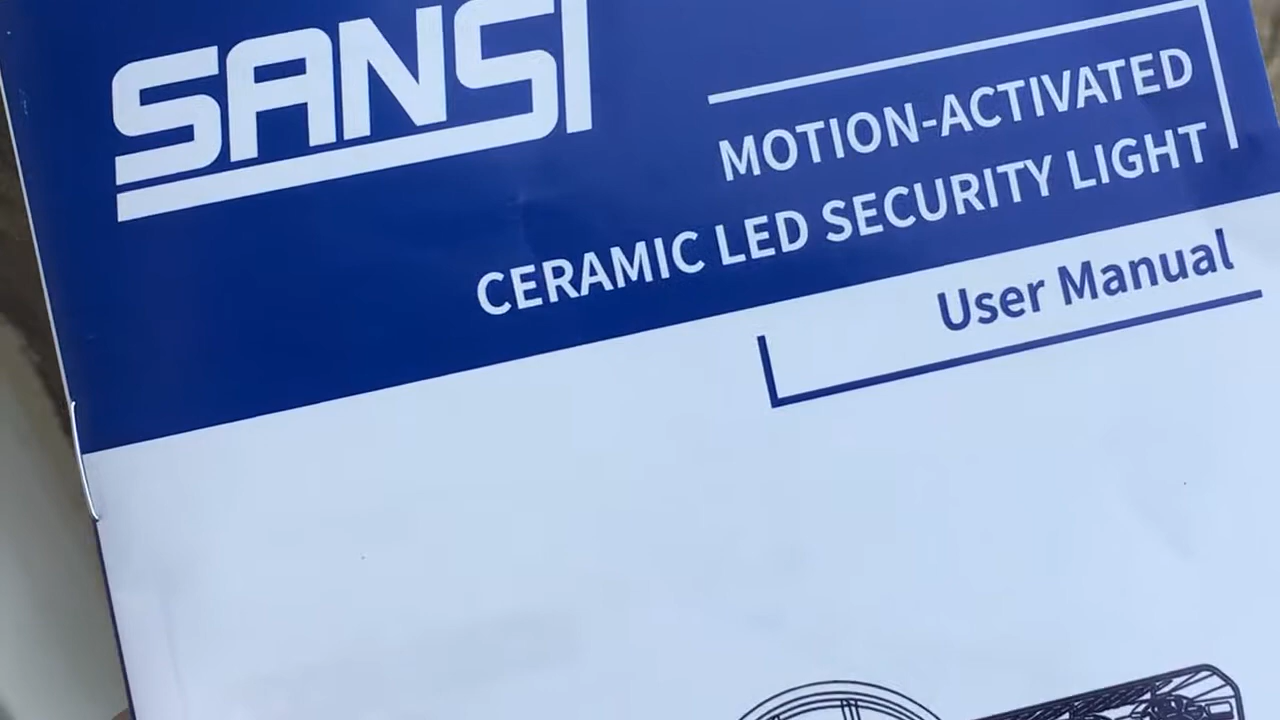 SANSI
MOTION-ACTIVATED
CERAMIC LED SECURITY LIGHT
User Manual